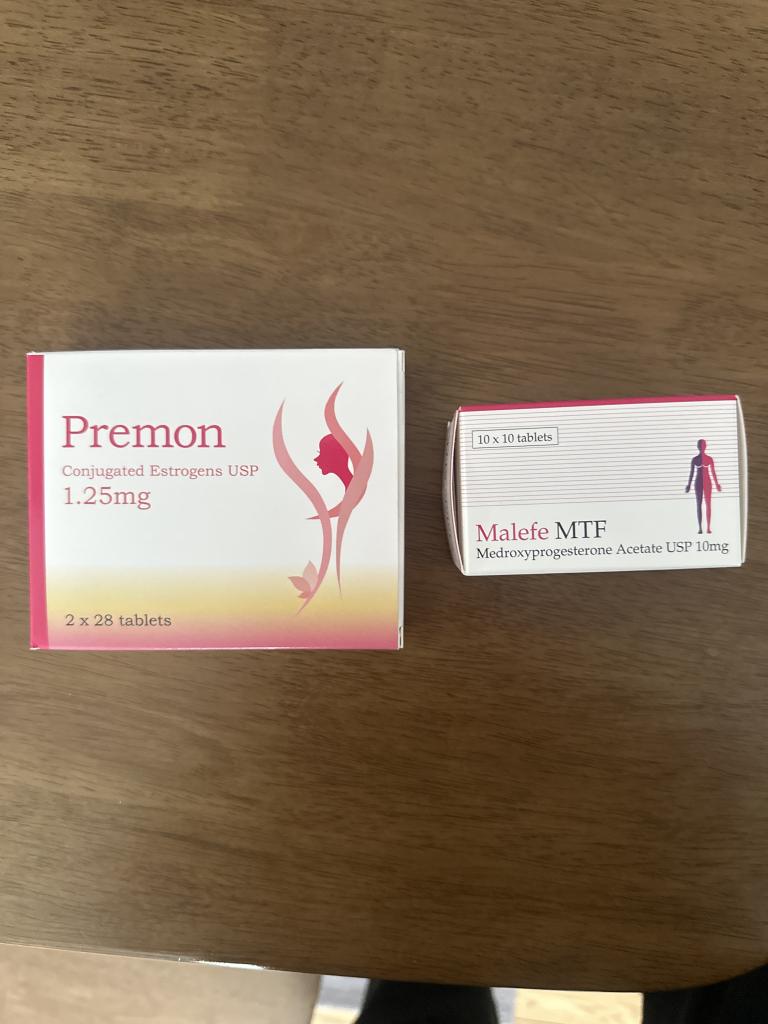 Premon
Conjugated Estrogens USP
1.25mg
2 x 28 tablets
10 x 10 tablets
Malefe MTF
Medroxyprogesterone Acetate USP 10mg